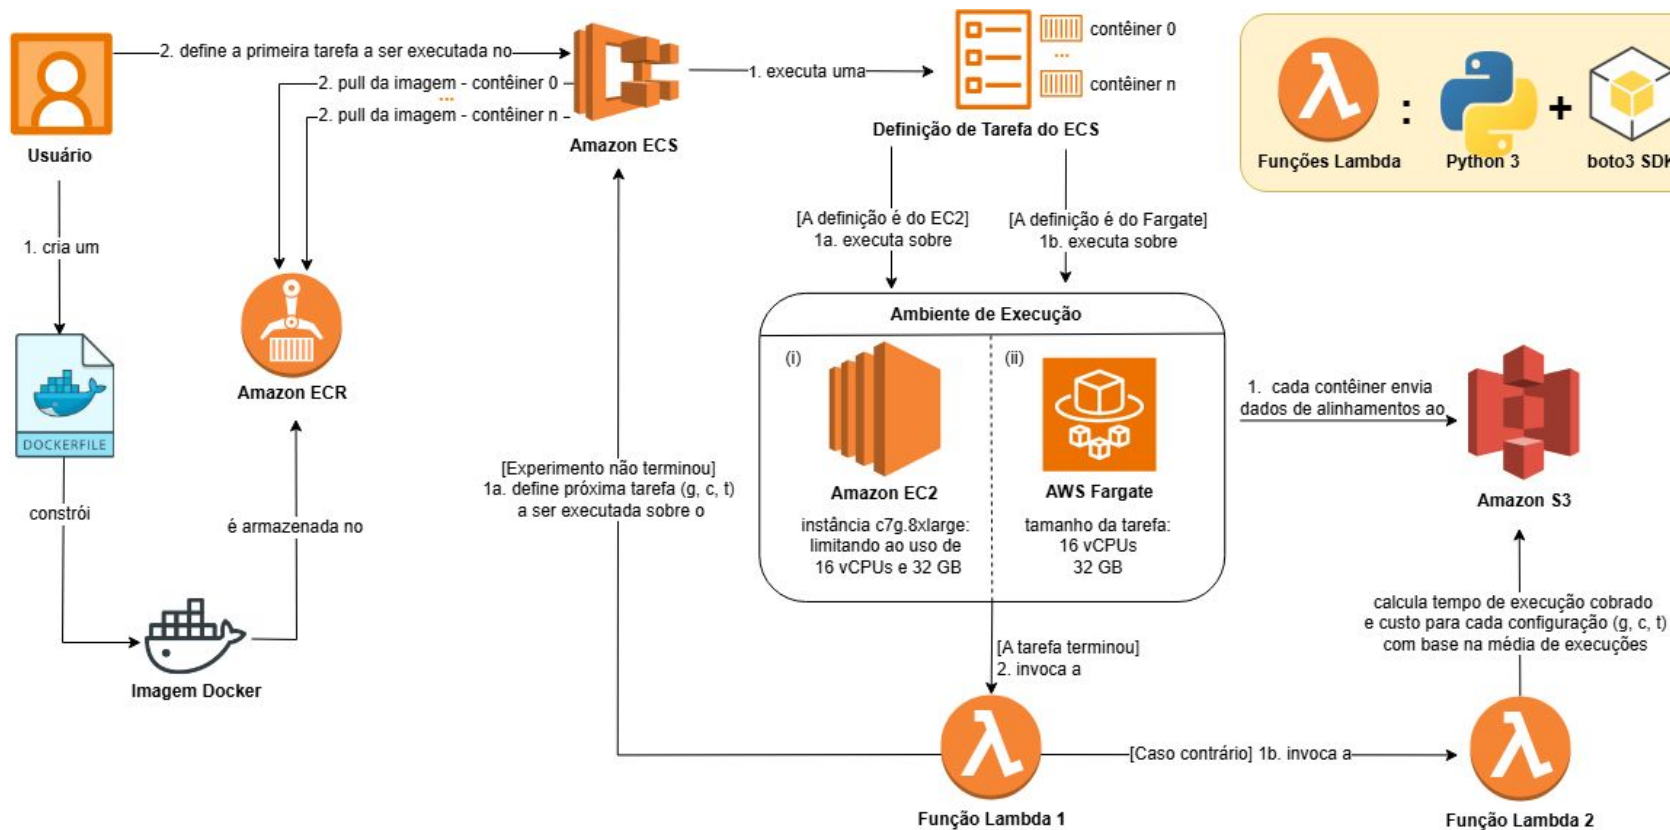 2. define a primeira tarefa a ser executada no
2. pull da imagem - contêiner 0
...
2. pull da imagem - contêiner n
Usuário
Amazon ECS
1. executa uma
contêiner 0
...
contêiner n
Definição de Tarefa do ECS
:
+
Funções Lambda
Python 3
boto3 SDK
1. cria um
[A definição é do EC2]
1a. executa sobre
[A definição é do Fargate]
1b. executa sobre
DOCKERFILE
Amazon ECR
constrói
é armazenada no
Imagem Docker
[Experimento não terminou]
1a. define próxima tarefa (g, c, t)
a ser executada sobre o
Ambiente de Execução
(i)
Amazon EC2
instância c7g.8xlarge:
limitando ao uso de
16 vCPUs e 32 GB
(ii)
AWS Fargate
tamanho da tarefa:
16 vCPUs
32 GB
1. cada contêiner envia
dados de alinhamentos ao
Amazon S3
[A tarefa terminou]
2. invoca a
calcula tempo de execução cobrado
e custo para cada configuração (g, c, t)
com base na média de execuções
Função Lambda 1
[Caso contrário] 1b. invoca a
Função Lambda 2